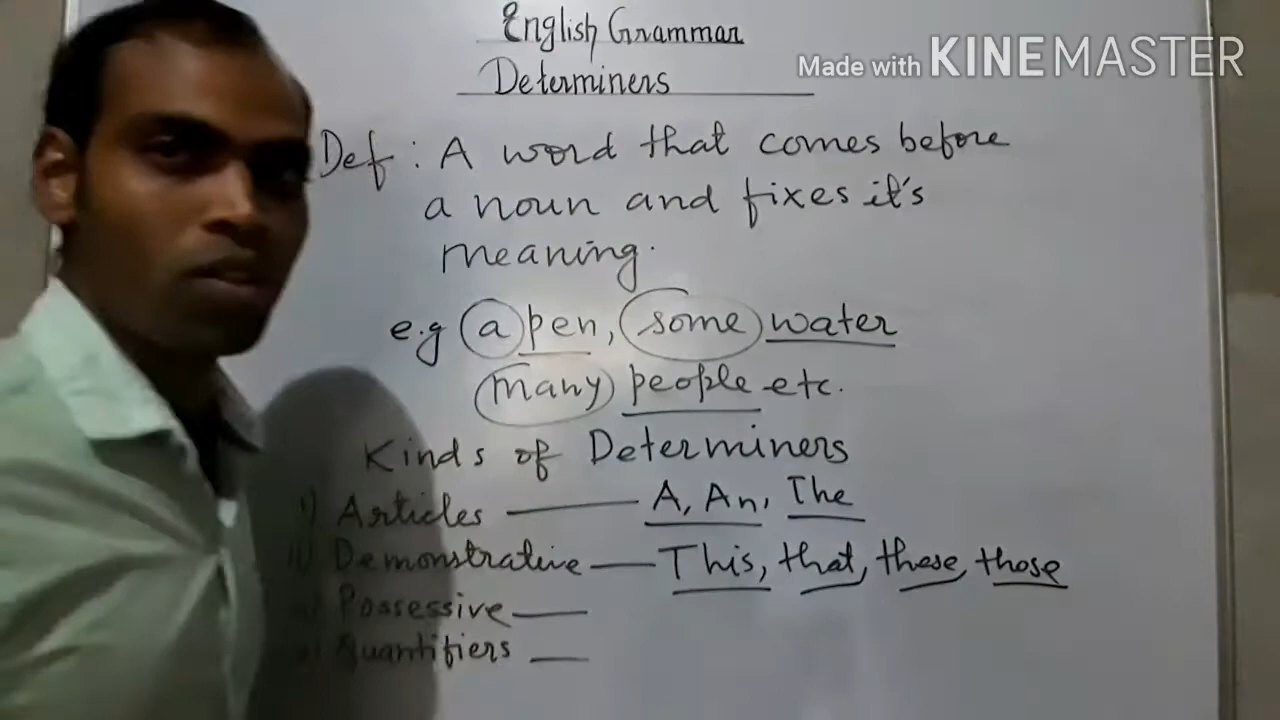 English Grammar
Made with KINEMASTER
Determiners
Def : A word that comes before
a noun and fixes it's
meaning.
e.g a pen, some water
many people etc.
Kinds of Determiners
i) Articles — A, An, The
ii) Demonstrative — This, that, these, those
Possessive —
Quantifiers —